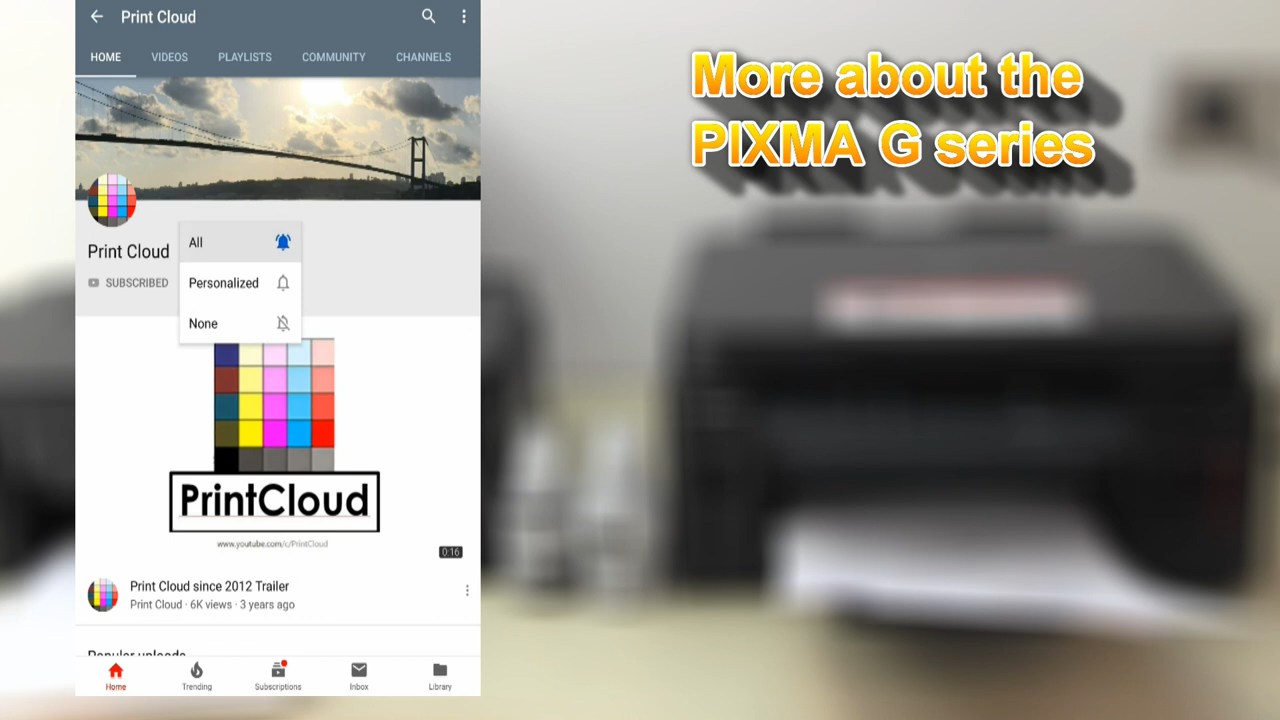 Print Cloud
HOME VIDEOS PLAYLISTS COMMUNITY CHANNELS
Print Cloud
SUBSCRIBED
All
Personalized
None
PrintCloud
www.youtube.com/c/PrintCloud
0:16
Print Cloud since 2012 Trailer
Print Cloud · 6K views · 3 years ago
Popular uploads
Home Trending Subscriptions Inbox Library
More about the
PIXMA G series